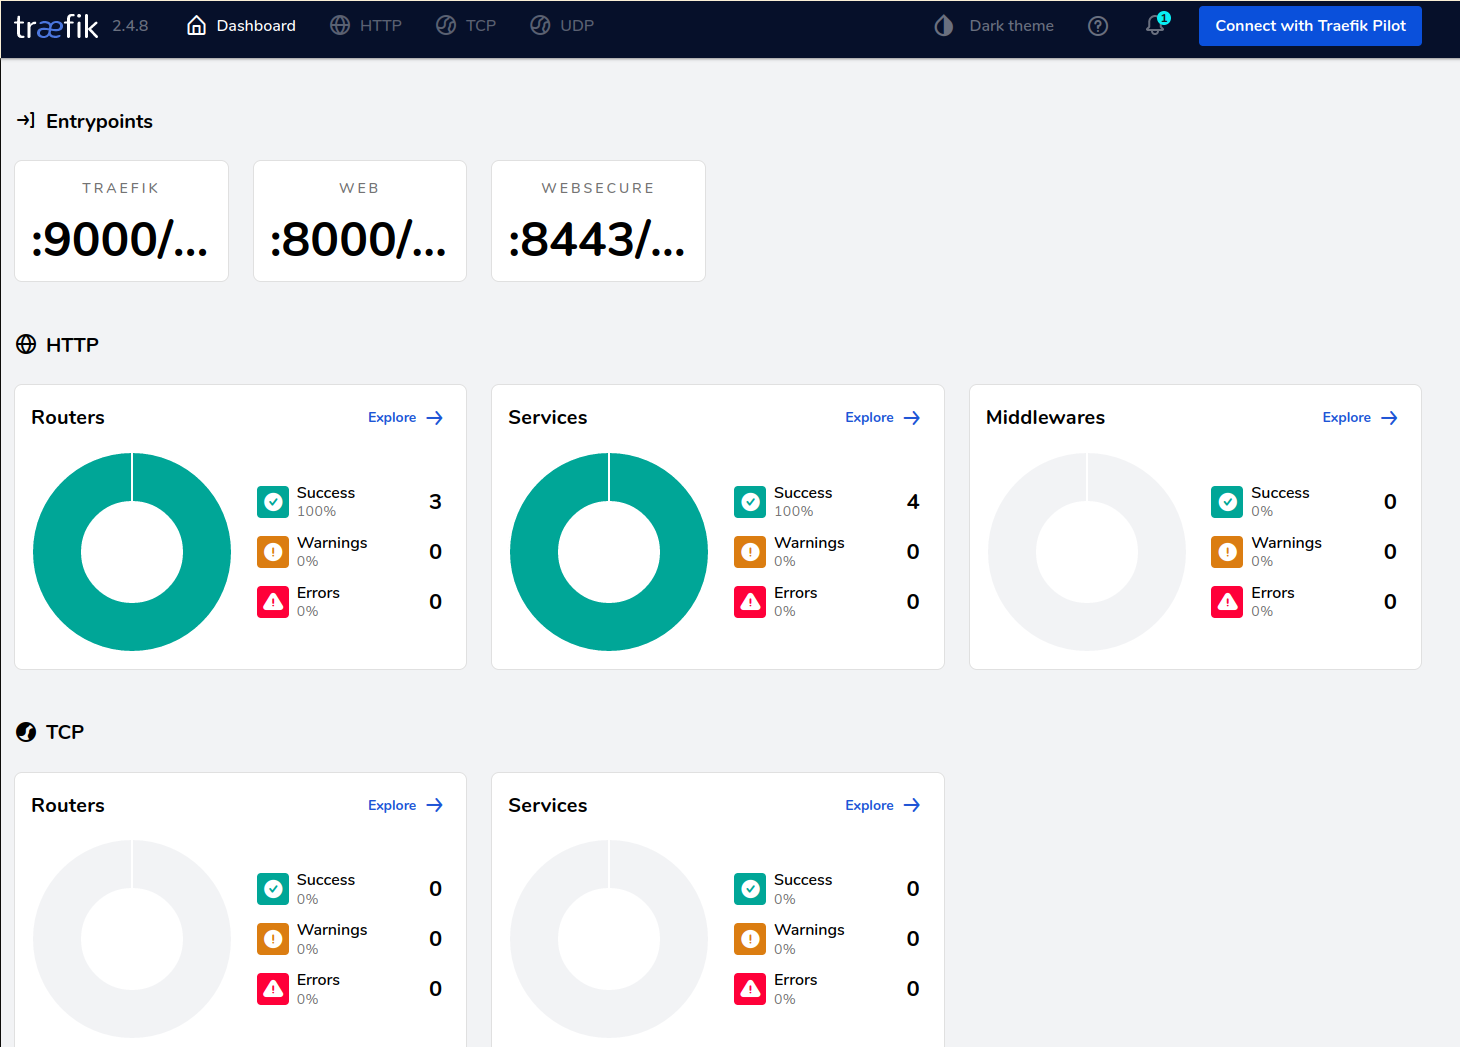 træfik 2.4.8 Dashboard HTTP TCP UDP Dark theme 1 Connect with Traefik Pilot
Entrypoints
TRAEFIK WEB WEBSECURE
:9000/... :8000/... :8443/...
HTTP
Routers Explore Services Explore Middlewares Explore
Success 3 Success 4 Success 0
100% 100% 0%
Warnings 0 Warnings 0 Warnings 0
0% 0% 0%
Errors 0 Errors 0 Errors 0
0% 0% 0%
TCP
Routers Explore Services Explore
Success 0 Success 0
0% 0%
Warnings 0 Warnings 0
0% 0%
Errors 0 Errors 0
0% 0%